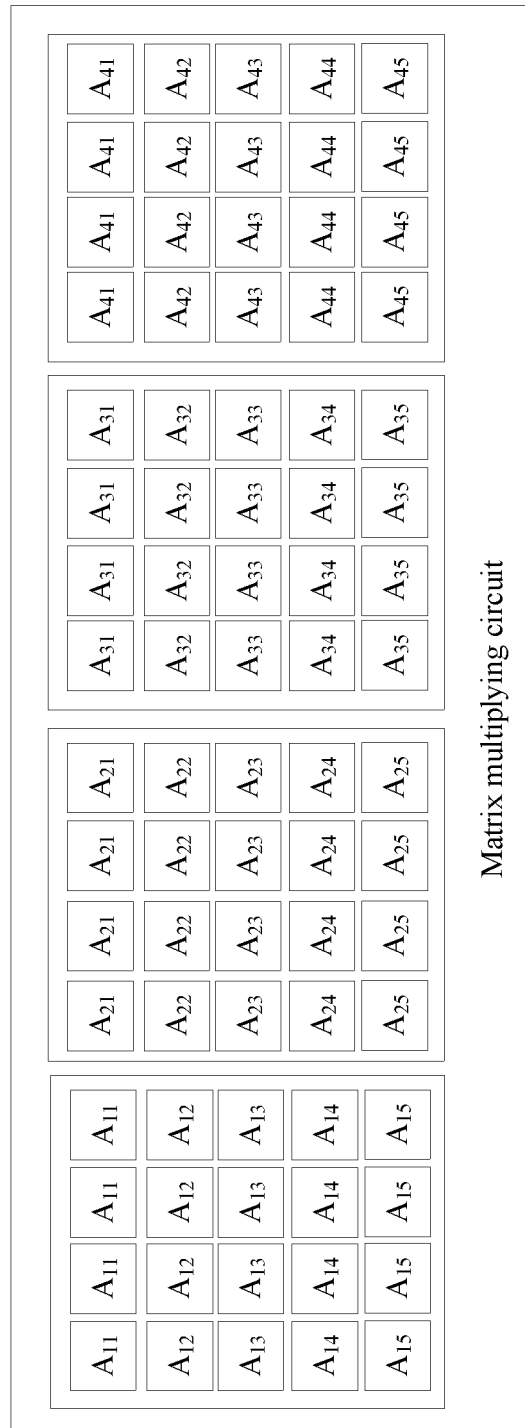 A11 A11 A11 A11 A21 A21 A21 A21 A31 A31 A31 A31 A41 A41 A41 A41
A12 A12 A12 A12 A22 A22 A22 A22 A32 A32 A32 A32 A42 A42 A42 A42
A13 A13 A13 A13 A23 A23 A23 A23 A33 A33 A33 A33 A43 A43 A43 A43
A14 A14 A14 A14 A24 A24 A24 A24 A34 A34 A34 A34 A44 A44 A44 A44
A15 A15 A15 A15 A25 A25 A25 A25 A35 A35 A35 A35 A45 A45 A45 A45
Matrix multiplying circuit